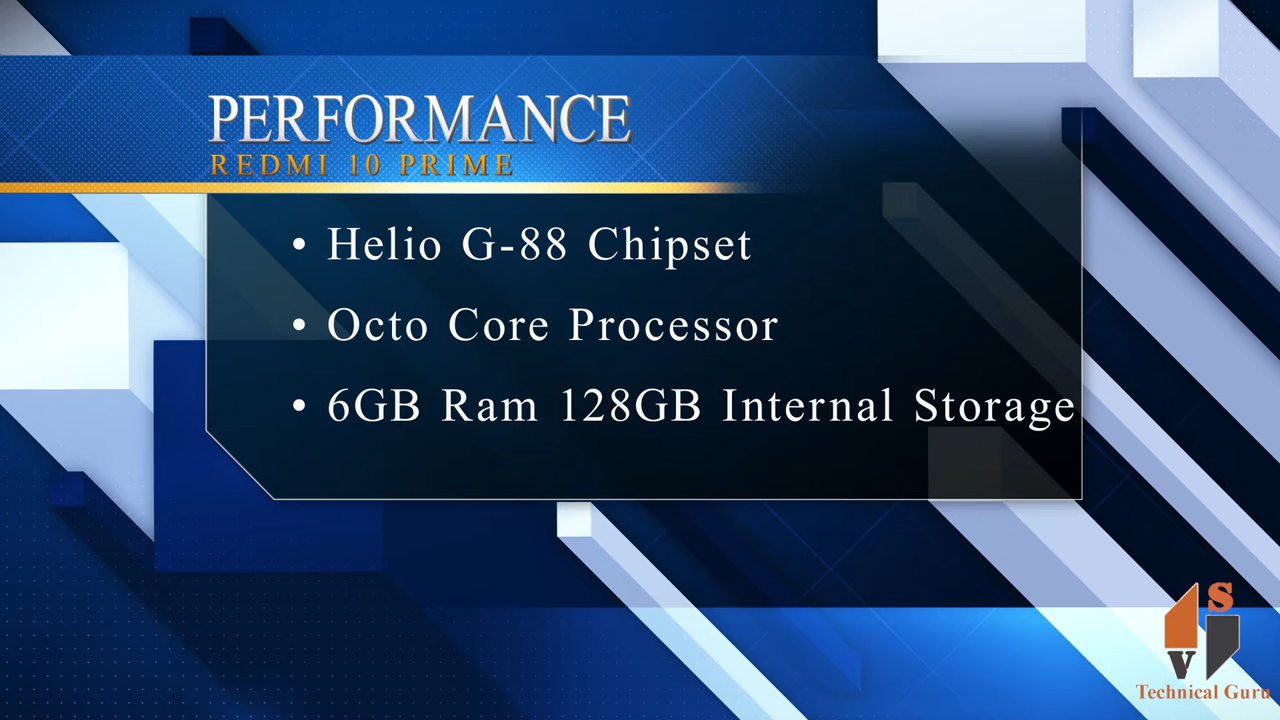 PERFORMANCE
REDMI 10 PRIME
• Helio G-88 Chipset
• Octo Core Processor
• 6GB Ram 128GB Internal Storage
S
V
Technical Guru